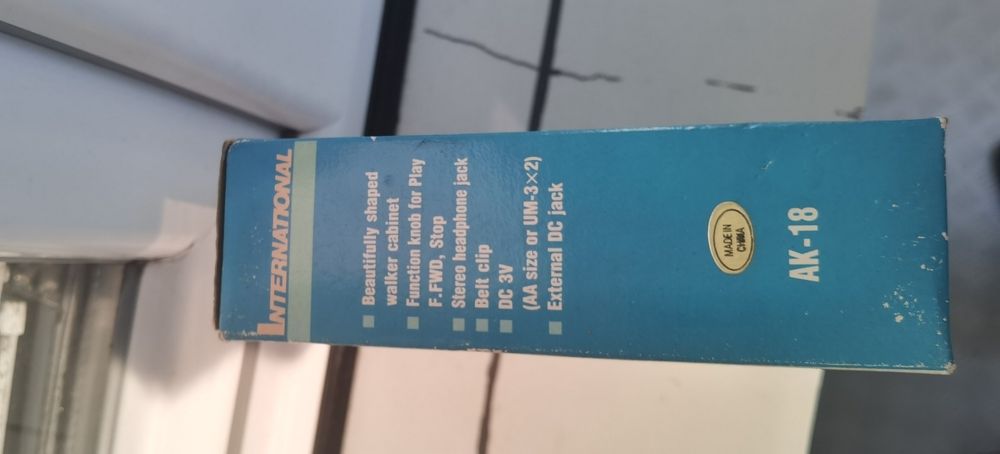 INTERNATIONAL
■ Beautifully shaped
walker cabinet
■ Function knob for Play
F.FWD, Stop
■ Stereo headphone jack
■ Belt clip
■ DC 3V
(AA size or UM-3×2)
■ External DC jack
MADE IN
CHINA
AK-18